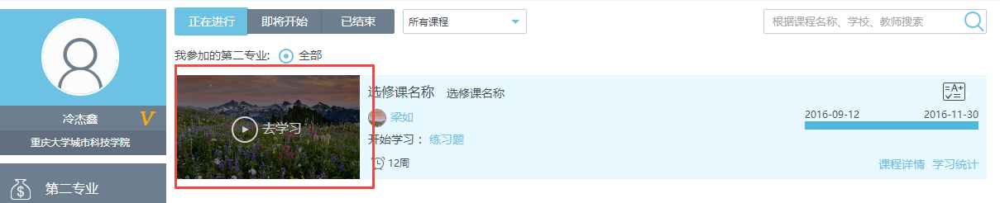 正在进行 即将开始 已结束 所有课程 根据课程名称、学校、教师搜索
我参加的第二专业: 全部
选修课名称 选修课名称 A+
梁如 2016-09-12 2016-11-30
冷杰鑫 V
去学习
开始学习： 练习题
重庆大学城市科技学院
12周 课程详情 学习统计
$ 第二专业